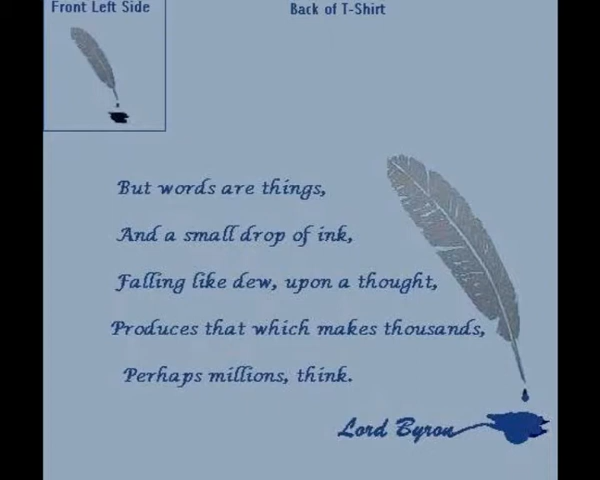 Front Left Side
Back of T-Shirt
But words are things,
And a small drop of ink,
Falling like dew, upon a thought,
Produces that which makes thousands,
Perhaps millions, think.
Lord Byron